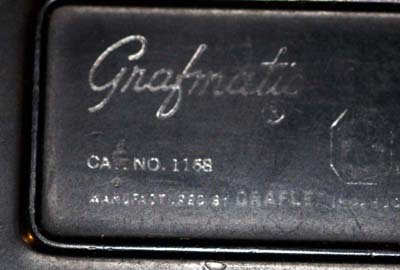 Grafmatic
®
CAT. NO. 1168
MANUFACTURED BY GRAFLEX